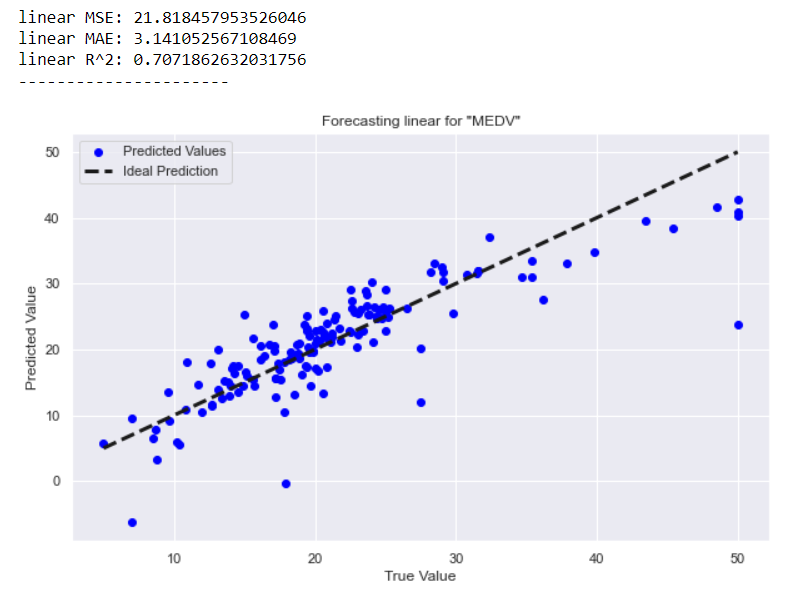 linear MSE: 21.818457953526046
linear MAE: 3.141052567108469
linear R^2: 0.7071862632031756
----------------------
Forecasting linear for "MEDV"
Predicted Values
Ideal Prediction
50
40
30
20
10
0
Predicted Value
10 20 30 40 50
True Value